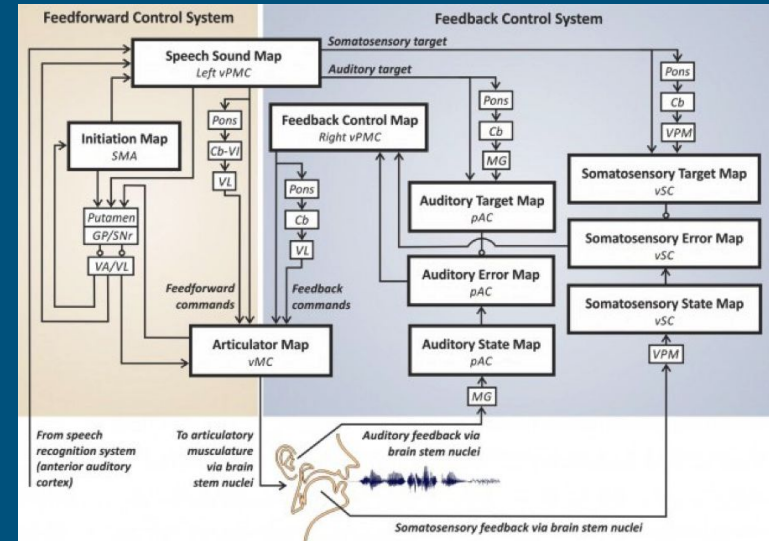 Feedforward Control System
Feedback Control System
Speech Sound Map
Left vPMC
Somatosensory target
Auditory target
Pons
Cb-VI
VL
Initiation Map
SMA
Putamen
GP/SNr
VA/VL
Feedforward
commands
Feedback Control Map
Right vPMC
Pons
Cb
VL
Feedback
commands
Pons
Cb
MG
Pons
Cb
VPM
Auditory Target Map
pAC
Somatosensory Target Map
vSC
Auditory Error Map
pAC
Somatosensory Error Map
vSC
Articulator Map
vMC
Auditory State Map
pAC
Somatosensory State Map
vSC
MG
VPM
From speech
recognition system
(anterior auditory
cortex)
To articulatory
musculature
via brain
stem nuclei
Auditory feedback via
brain stem nuclei
Somatosensory feedback via brain stem nuclei